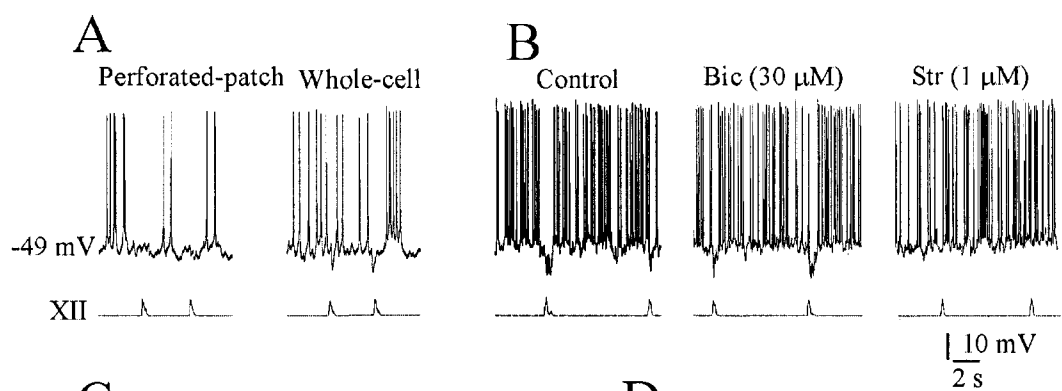 A
B
Perforated-patch Whole-cell
Control
Bic (30 µM)
Str (1 µM)
-49 mV
XII
10 mV
2 s
C
D